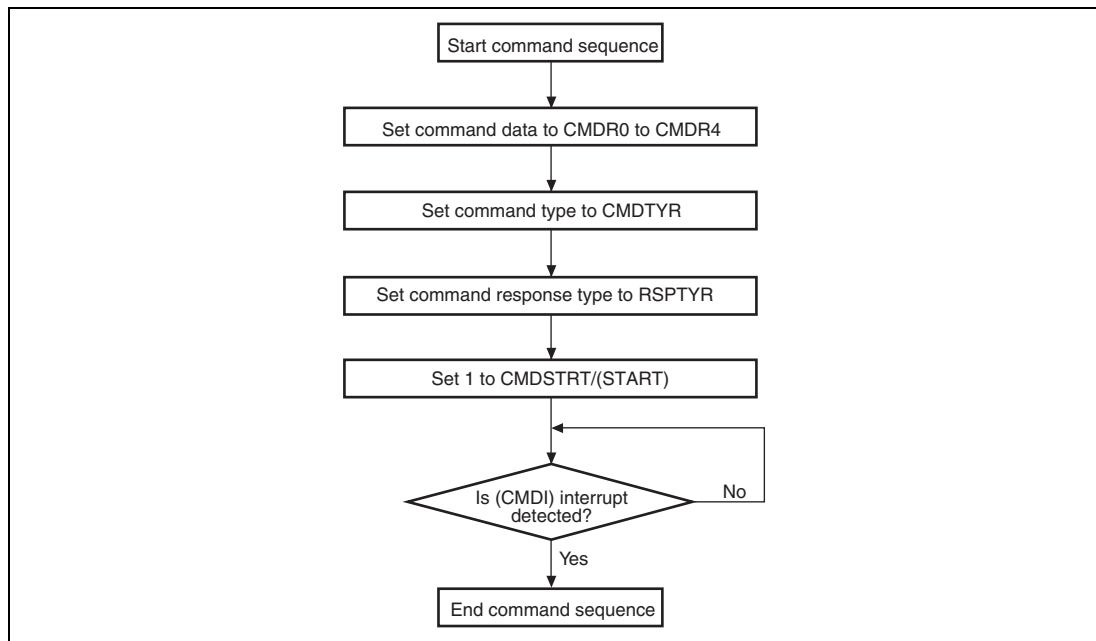 Start command sequence
Set command data to CMDR0 to CMDR4
Set command type to CMDTYR
Set command response type to RSPTYR
Set 1 to CMDSTRT/(START)
Is (CMDI) interrupt
detected?
No
Yes
End command sequence